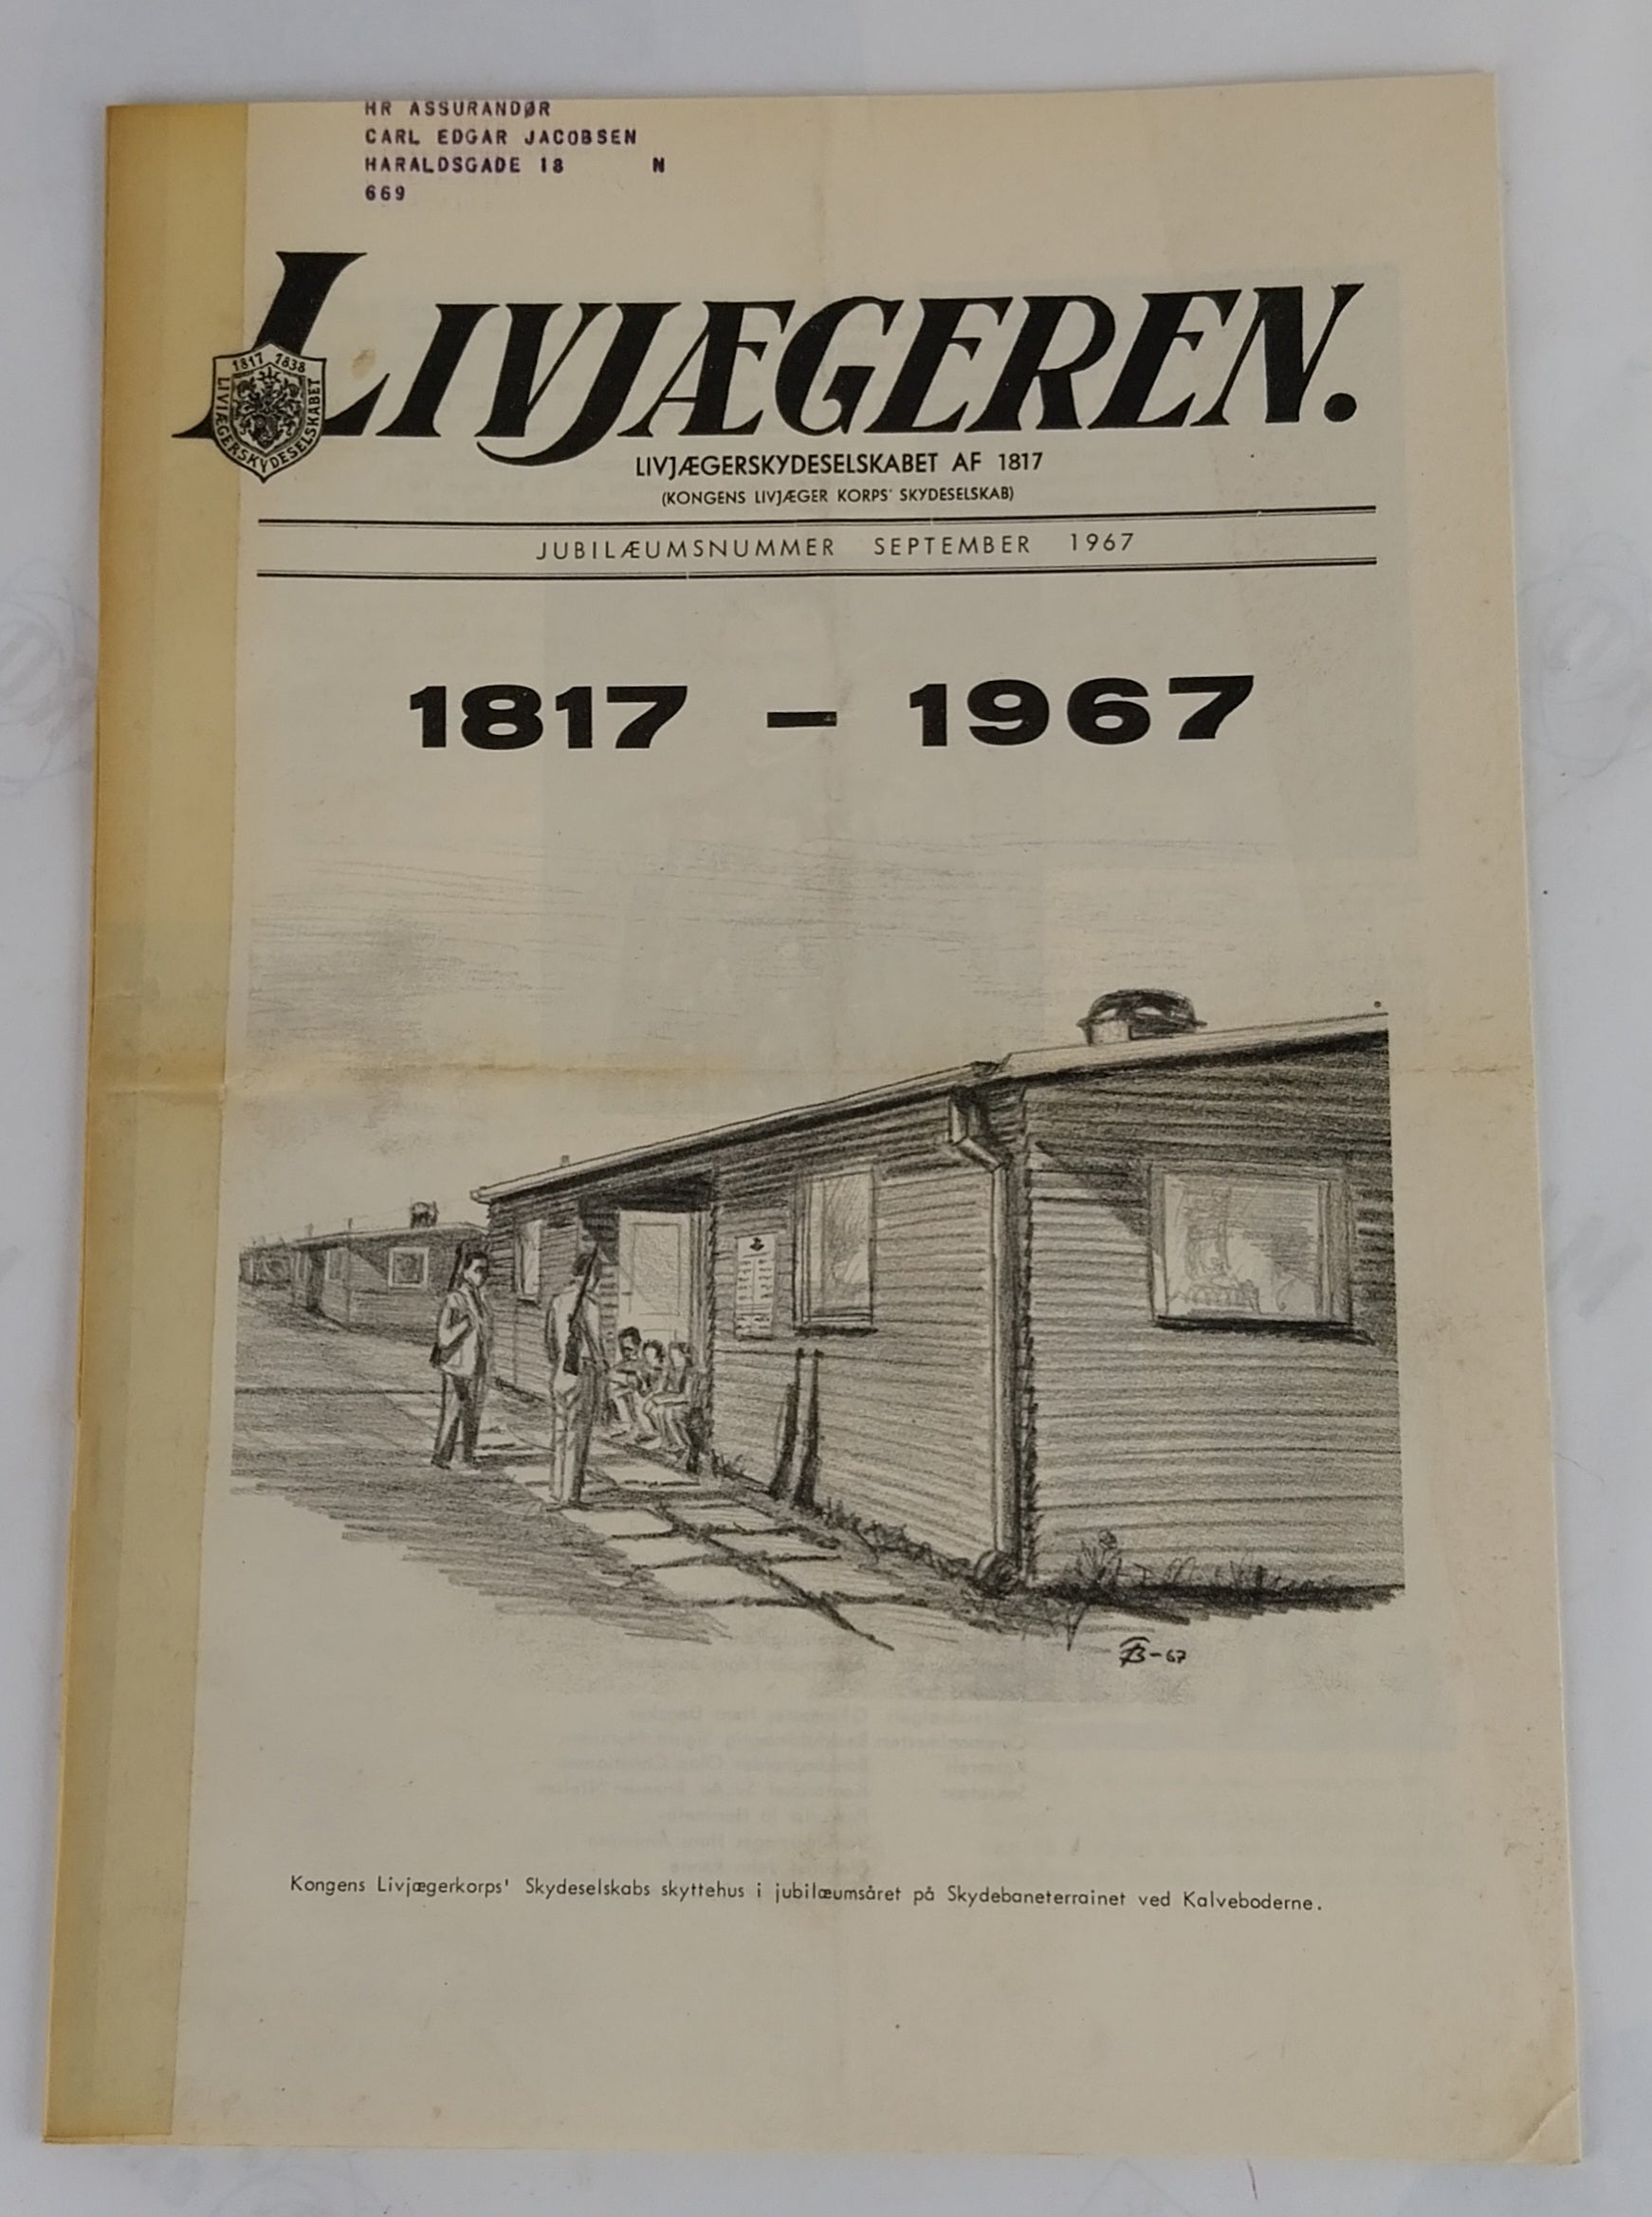 HR ASSURANDØR
CARL EDGAR JACOBSEN
HARALDSGADE 18 N
669
LIVJÆGEREN.
1817 1838
LIVJÆGERSKYDESELSKABET
LIVJÆGERSKYDESELSKABET AF 1817
(KONGENS LIVJÆGER KORPS' SKYDESELSKAB)
JUBILÆUMSNUMMER SEPTEMBER 1967
1817 – 1967
-67
Kongens Livjægerkorps' Skydeselskabs skyttehus i jubilæumsåret på Skydebaneterrainet ved Kalveboderne.